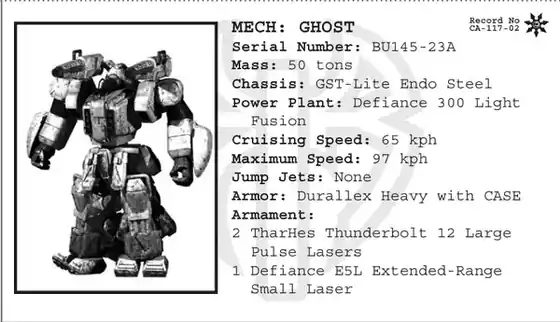 MECH: GHOST
Record No
CA-117-02
Serial Number: BU145-23A
Mass: 50 tons
Chassis: GST-Lite Endo Steel
Power Plant: Defiance 300 Light
Fusion
Cruising Speed: 65 kph
Maximum Speed: 97 kph
Jump Jets: None
Armor: Durallex Heavy with CASE
Armament:
2 TharHes Thunderbolt 12 Large
Pulse Lasers
1 Defiance E5L Extended-Range
Small Laser